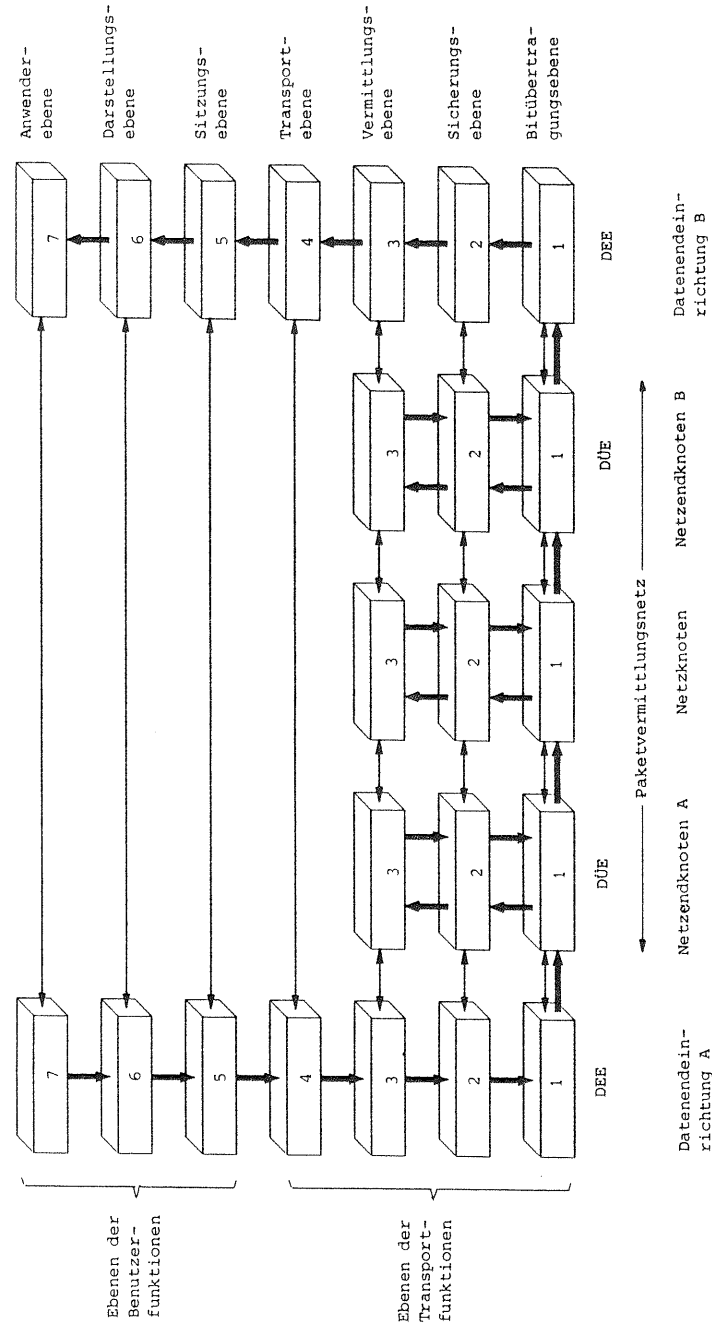 Ebenen der
Benutzer-
funktionen
Ebenen der
Transport-
funktionen
7
6
5
4
3
2
1
DEE
Datenendein-
richtung A
3
2
1
DÜE
Netzendknoten A
3
2
1
Netzknoten
3
2
1
DÜE
Netzendknoten B
Paketvermittlungsnetz
7
6
5
4
3
2
1
DEE
Datenendein-
richtung B
Anwender-
ebene
Darstellungs-
ebene
Sitzungs-
ebene
Transport-
ebene
Vermittlungs-
ebene
Sicherungs-
ebene
Bitübertra-
gungsebene